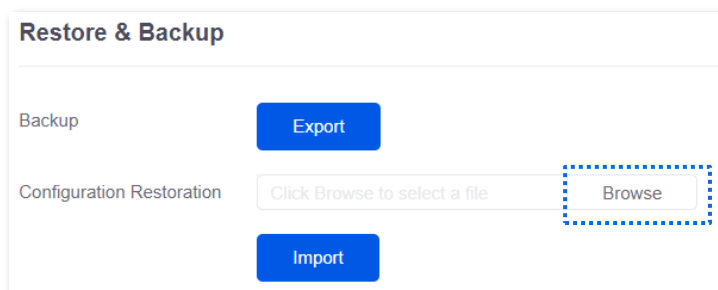 Restore & Backup
Backup
Export
Configuration Restoration
Click Browse to select a file
Browse
Import